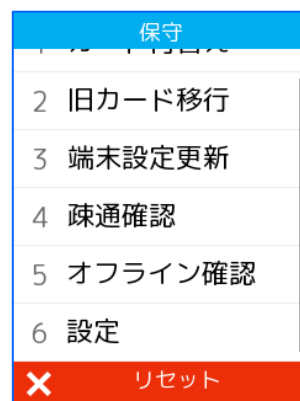 保守
2 旧カード移行
3 端末設定更新
4 疎通確認
5 オフライン確認
6 設定
リセット